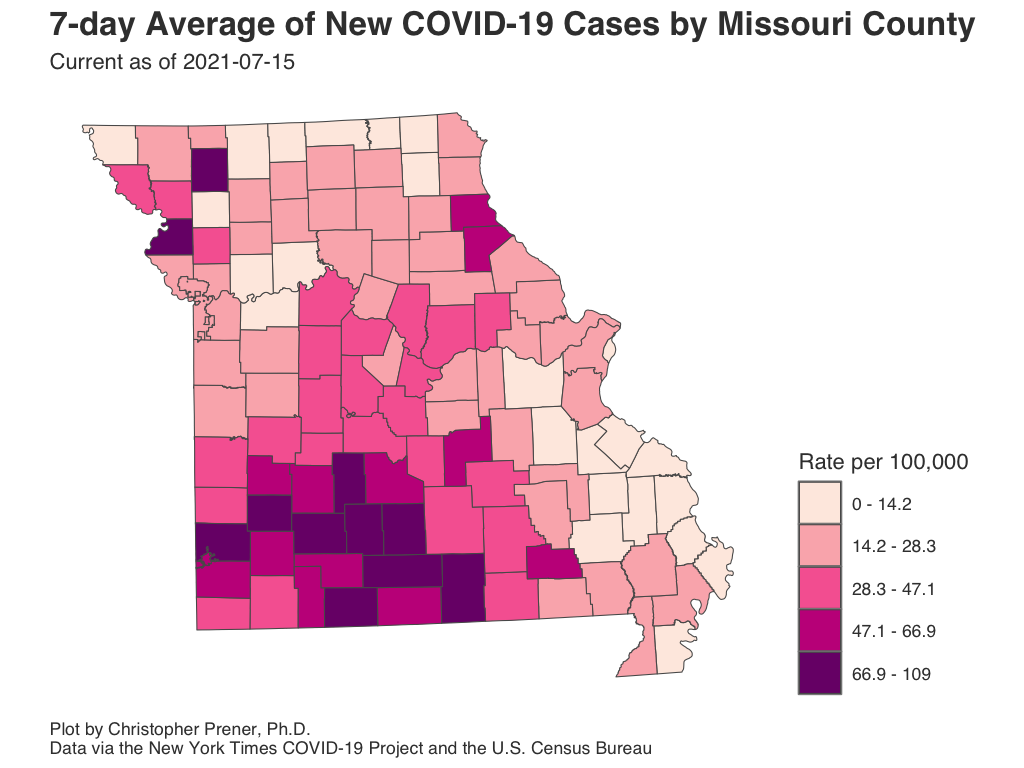 7-day Average of New COVID-19 Cases by Missouri County
Current as of 2021-07-15
Rate per 100,000
0 - 14.2
14.2 - 28.3
28.3 - 47.1
47.1 - 66.9
66.9 - 109
Plot by Christopher Prener, Ph.D.
Data via the New York Times COVID-19 Project and the U.S. Census Bureau